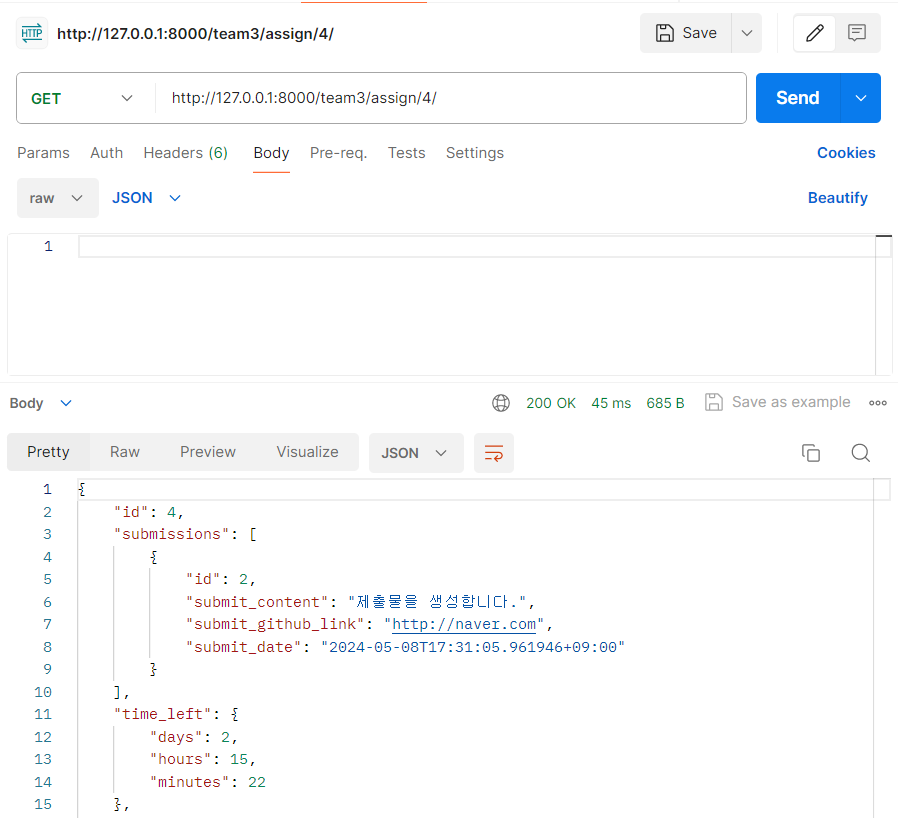 HTTP http://127.0.0.1:8000/team3/assign/4/ Save
GET http://127.0.0.1:8000/team3/assign/4/ Send
Params Auth Headers (6) Body Pre-req. Tests Settings Cookies
raw JSON Beautify
1
Body 200 OK 45 ms 685 B Save as example
Pretty Raw Preview Visualize JSON
1 {
2 "id": 4,
3 "submissions": [
4 {
5 "id": 2,
6 "submit_content": "제출물을 생성합니다.",
7 "submit_github_link": "http://naver.com",
8 "submit_date": "2024-05-08T17:31:05.961946+09:00"
9 }
10 ],
11 "time_left": {
12 "days": 2,
13 "hours": 15,
14 "minutes": 22
15 },